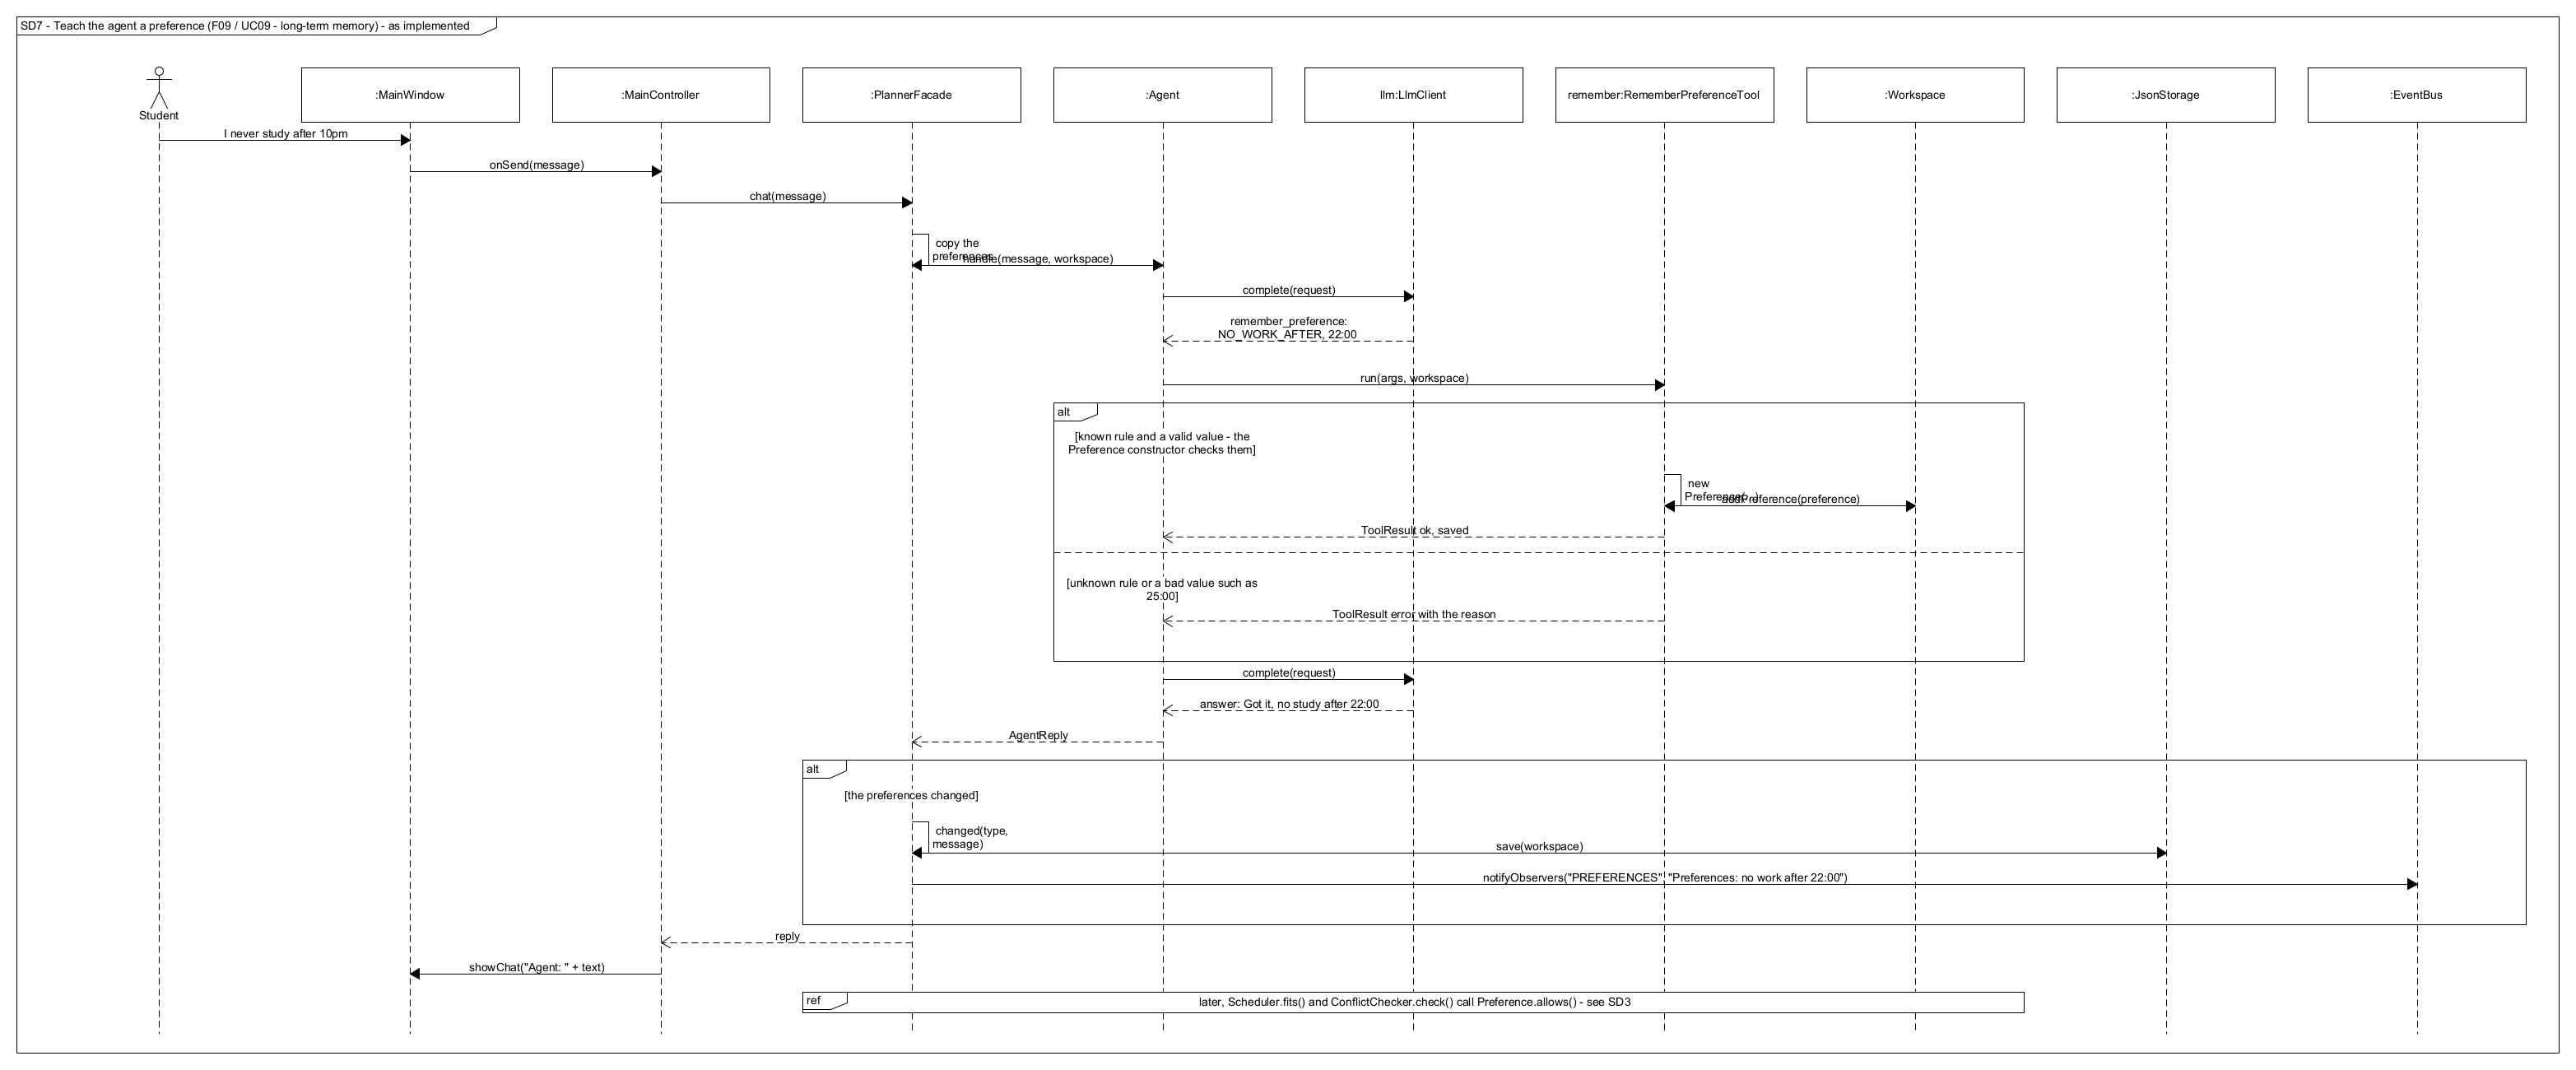 SD7 - Teach the agent a preference (F09 / UC09 - long-term memory) - as implemented
Student
:MainWindow
:MainController
:PlannerFacade
:Agent
llm:LlmClient
remember:RememberPreferenceTool
:Workspace
:JsonStorage
:EventBus
I never study after 10pm
onSend(message)
chat(message)
copy the
preferences
handle(message, workspace)
complete(request)
remember_preference:
NO_WORK_AFTER, 22:00
run(args, workspace)
alt
[known rule and a valid value - the
Preference constructor checks them]
new
Preference(...)
addPreference(preference)
ToolResult ok, saved
[unknown rule or a bad value such as
25:00]
ToolResult error with the reason
complete(request)
answer: Got it, no study after 22:00
AgentReply
alt
[the preferences changed]
changed(type,
message)
save(workspace)
notifyObservers("PREFERENCES", "Preferences: no work after 22:00")
reply
showChat("Agent: " + text)
ref
later, Scheduler.fits() and ConflictChecker.check() call Preference.allows() - see SD3